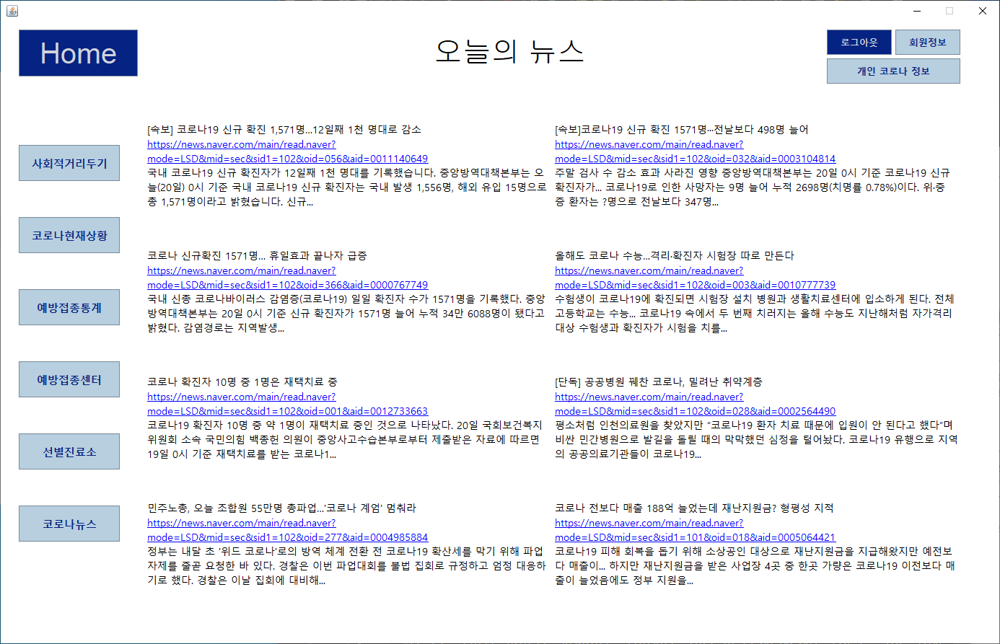 Home
오늘의 뉴스
로그아웃
회원정보
개인 코로나 정보
사회적거리두기
코로나현재상황
예방접종통계
예방접종센터
선별진료소
코로나뉴스
[속보] 코로나19 신규 확진 1,571명…12일째 1천 명대로 감소
https://news.naver.com/main/read.naver?
mode=LSD&mid=sec&sid1=102&oid=056&aid=0011140649
국내 코로나19 신규 확진자가 12일째 1천 명대를 기록했습니다. 중앙방역대책본부는 오
늘(20일) 0시 기준 국내 코로나19 신규 확진자는 국내 발생 1,556명, 해외 유입 15명으로
총 1,571명이라고 밝혔습니다. 신규...
[속보]코로나19 신규 확진 1571명···전날보다 498명 늘어
https://news.naver.com/main/read.naver?
mode=LSD&mid=sec&sid1=102&oid=032&aid=0003104814
주말 검사 수 감소 효과 사라진 영향 중앙방역대책본부는 20일 0시 기준 코로나19 신규
확진자가... 코로나19로 인한 사망자는 9명 늘어 누적 2698명(치명률 0.78%)이다. 위·중
증 환자는 ?명으로 전날보다 347명...
코로나 신규확진 1571명... 휴일효과 끝나자 급증
https://news.naver.com/main/read.naver?
mode=LSD&mid=sec&sid1=102&oid=366&aid=0000767749
국내 신종 코로나바이러스 감염증(코로나19) 일일 확진자 수가 1571명을 기록했다. 중앙
방역대책본부는 20일 0시 기준 신규 확진자가 1571명 늘어 누적 34만 6088명이 됐다고
밝혔다. 감염경로는 지역발생...
올해도 코로나 수능…격리·확진자 시험장 따로 만든다
https://news.naver.com/main/read.naver?
mode=LSD&mid=sec&sid1=102&oid=003&aid=0010777739
수험생이 코로나19에 확진되면 시험장 설치 병원과 생활치료센터에 입소하게 된다. 전체
고등학교는 수능... 코로나19 속에서 두 번째 치러지는 올해 수능도 지난해처럼 자가격리
대상 수험생과 확진자가 시험을 치를...
코로나 확진자 10명 중 1명은 재택치료 중
https://news.naver.com/main/read.naver?
mode=LSD&mid=sec&sid1=102&oid=001&aid=0012733663
코로나19 확진자 10명 중 약 1명이 재택치료 중인 것으로 나타났다. 20일 국회보건복지
위원회 소속 국민의힘 백종헌 의원이 중앙사고수습본부로부터 제출받은 자료에 따르면
19일 0시 기준 재택치료를 받는 코로나1...
[단독] 공공병원 꿰찬 코로나, 밀려난 취약계층
https://news.naver.com/main/read.naver?
mode=LSD&mid=sec&sid1=102&oid=028&aid=0002564490
평소처럼 인천의료원을 찾았지만 “코로나19 환자 치료 때문에 입원이 안 된다고 했다”며
비싼 민간병원으로 발길을 돌릴 때의 막막했던 심정을 털어놨다. 코로나19 유행으로 지역
의 공공의료기관들이 코로나19...
민주노총, 오늘 조합원 55만명 총파업…'코로나 계엄' 멈춰라
https://news.naver.com/main/read.naver?
mode=LSD&mid=sec&sid1=102&oid=277&aid=0004985884
정부는 내달 초 '위드 코로나'로의 방역 체계 전환 전 코로나19 확산세를 막기 위해 파업
자제를 줄곧 요청한 바 있다. 경찰은 이번 파업대회를 불법 집회로 규정하고 엄정 대응하
기로 했다. 경찰은 이날 집회에 대비해...
코로나 전보다 매출 188억 늘었는데 재난지원금? 형평성 지적
https://news.naver.com/main/read.naver?
mode=LSD&mid=sec&sid1=101&oid=018&aid=0005064421
코로나19 피해 회복을 돕기 위해 소상공인 대상으로 재난지원금을 지급해왔지만 예전보
다 매출이... 하지만 재난지원금을 받은 사업장 4곳 중 한곳 가량은 코로나19 이전보다 매
출이 늘었음에도 정부 지원을...